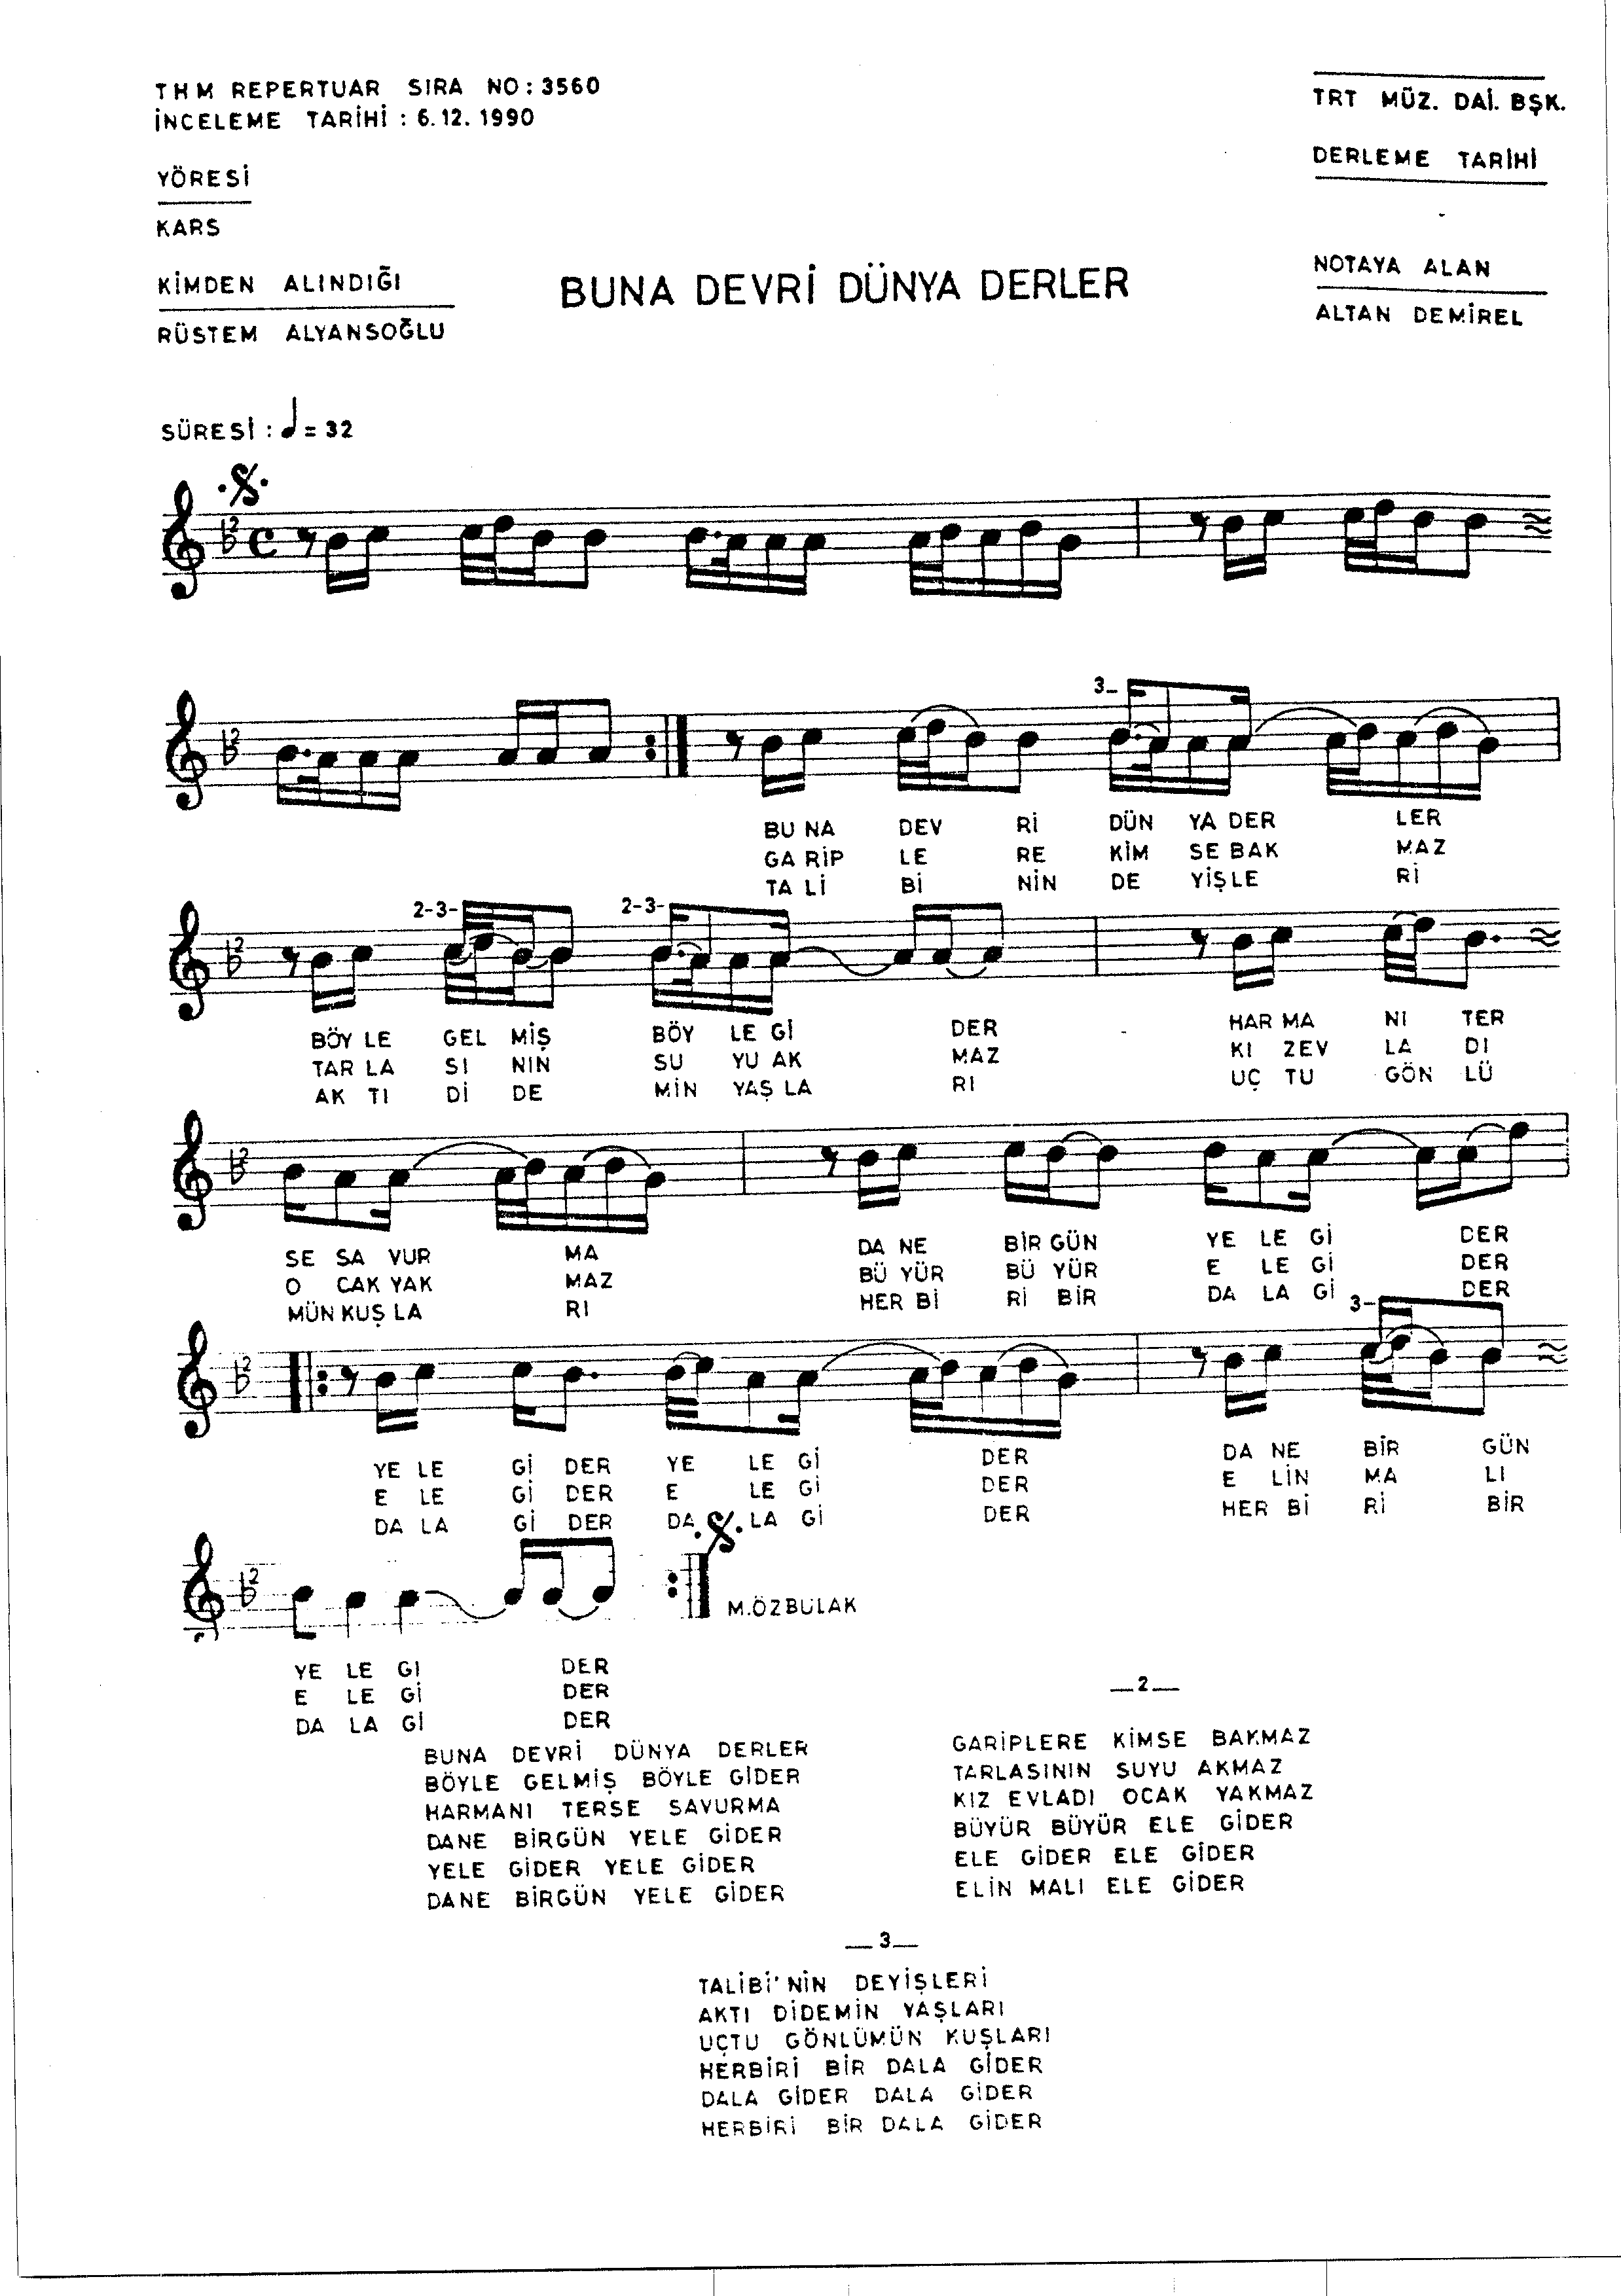 THM REPERTUAR SIRA NO: 3560
İNCELEME TARİHİ : 6.12.1990
YÖRESİ
KARS
KİMDEN ALINDIĞI
RÜSTEM ALYANSOĞLU
BUNA DEVRİ DÜNYA DERLER
TRT MÜZ. DAİ. BŞK.
DERLEME TARİHİ
NOTAYA ALAN
ALTAN DEMİREL
SÜRESİ : = 32
3_
BU NA DEV Rİ DÜN YA DER LER
GA RİP LE RE KİM SE BAK MAZ
TA Lİ Bİ NİN DE YİŞ LE Rİ
2-3- 2-3-
BÖY LE GEL MİŞ BÖY LE Gİ DER HAR MA NI TER
TAR LA SI NIN SU YU AK MAZ KI ZEV LA DI
AK TI Dİ DE MİN YAŞ LA RI UÇ TU GÖN LÜ
SE SA VUR MA DA NE BİR GÜN YE LE Gİ DER
O CAK YAK MAZ BÜ YÜR BÜ YÜR E LE Gİ DER
MÜN KUŞ LA RI HER Bİ Rİ BİR DA LA Gİ DER
3-
YE LE Gİ DER YE LE Gİ DER DA NE BİR GÜN
E LE Gİ DER E LE Gİ DER E LİN MA LI
DA LA Gİ DER DA LA Gİ DER HER Bİ Rİ BİR
M.ÖZBULAK
YE LE GI DER
E LE Gİ DER
DA LA Gİ DER
BUNA DEVRİ DÜNYA DERLER
BÖYLE GELMİŞ BÖYLE GİDER
HARMANI TERSE SAVURMA
DANE BİRGÜN YELE GİDER
YELE GİDER YELE GİDER
DANE BİRGÜN YELE GİDER
_2_
GARİPLERE KİMSE BAKMAZ
TARLASININ SUYU AKMAZ
KIZ EVLADI OCAK YAKMAZ
BÜYÜR BÜYÜR ELE GİDER
ELE GİDER ELE GİDER
ELİN MALI ELE GİDER
_3_
TALİBİ'NİN DEYİŞLERİ
AKTI DİDEMİN YAŞLARI
UÇTU GÖNLÜMÜN KUŞLARI
HERBİRİ BİR DALA GİDER
DALA GİDER DALA GİDER
HERBİRİ BİR DALA GİDER